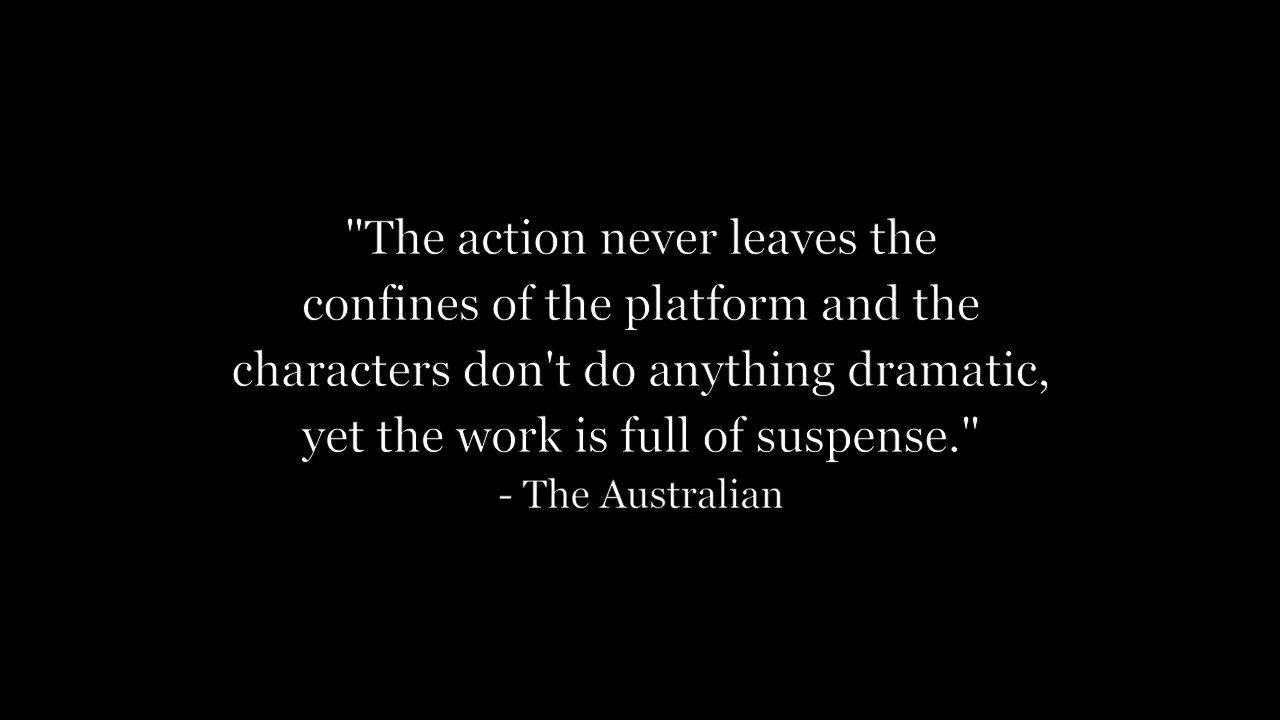 "The action never leaves the
confines of the platform and the
characters don't do anything dramatic,
yet the work is full of suspense."
- The Australian